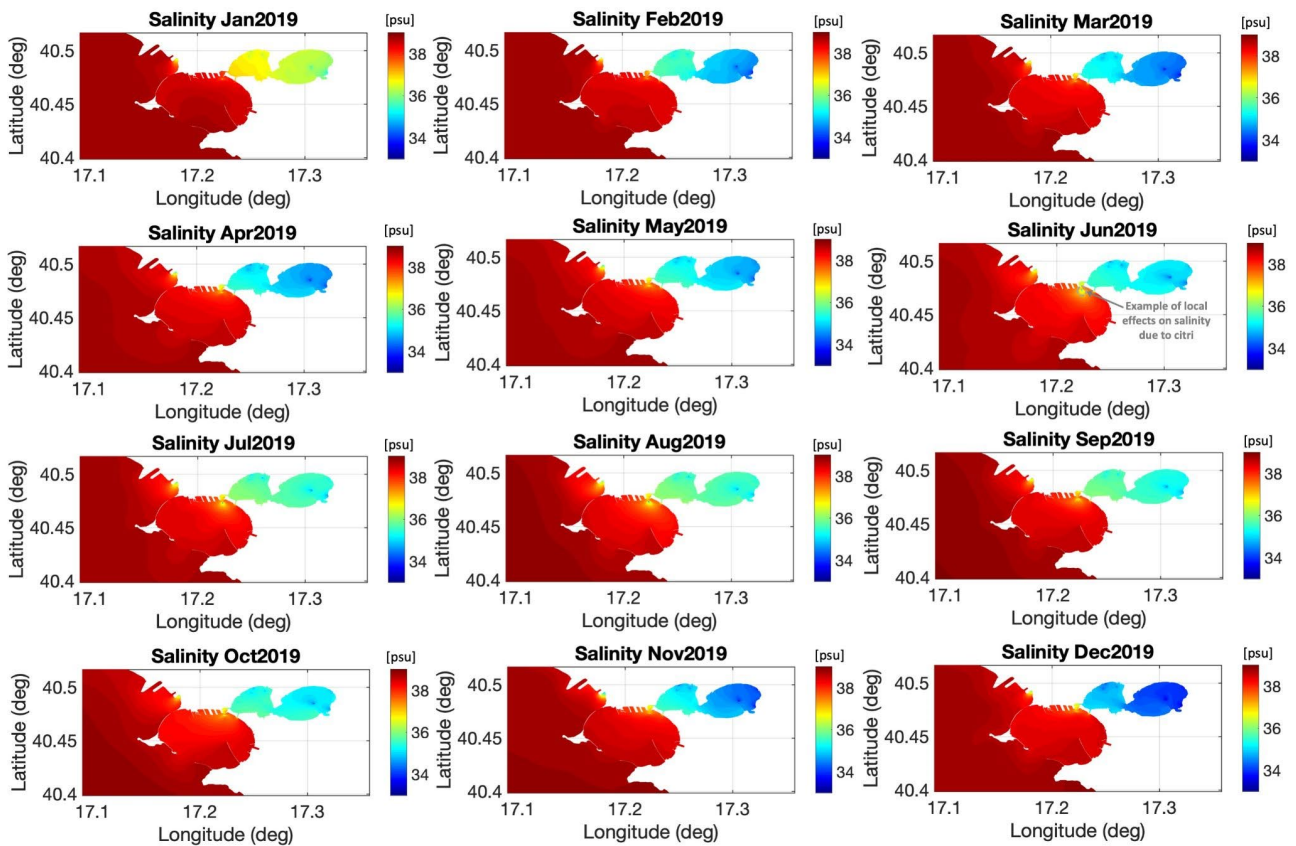 Salinity Jan2019
[psu]
Latitude (deg)
40.5
40.45
40.4
38
36
34
17.1
17.2
17.3
Longitude (deg)
Salinity Feb2019
[psu]
Latitude (deg)
40.5
40.45
40.4
38
36
34
17.1
17.2
17.3
Longitude (deg)
Salinity Mar2019
[psu]
Latitude (deg)
40.5
40.45
40.4
38
36
34
17.1
17.2
17.3
Longitude (deg)
Salinity Apr2019
[psu]
Latitude (deg)
40.5
40.45
40.4
38
36
34
17.1
17.2
17.3
Longitude (deg)
Salinity May2019
[psu]
Latitude (deg)
40.5
40.45
40.4
38
36
34
17.1
17.2
17.3
Longitude (deg)
Salinity Jun2019
[psu]
Latitude (deg)
40.5
40.45
40.4
Example of local
effects on salinity
due to citri
38
36
34
17.1
17.2
17.3
Longitude (deg)
Salinity Jul2019
[psu]
Latitude (deg)
40.5
40.45
40.4
38
36
34
17.1
17.2
17.3
Longitude (deg)
Salinity Aug2019
[psu]
Latitude (deg)
40.5
40.45
40.4
38
36
34
17.1
17.2
17.3
Longitude (deg)
Salinity Sep2019
[psu]
Latitude (deg)
40.5
40.45
40.4
38
36
34
17.1
17.2
17.3
Longitude (deg)
Salinity Oct2019
[psu]
Latitude (deg)
40.5
40.45
40.4
38
36
34
17.1
17.2
17.3
Longitude (deg)
Salinity Nov2019
[psu]
Latitude (deg)
40.5
40.45
40.4
38
36
34
17.1
17.2
17.3
Longitude (deg)
Salinity Dec2019
[psu]
Latitude (deg)
40.5
40.45
40.4
38
36
34
17.1
17.2
17.3
Longitude (deg)